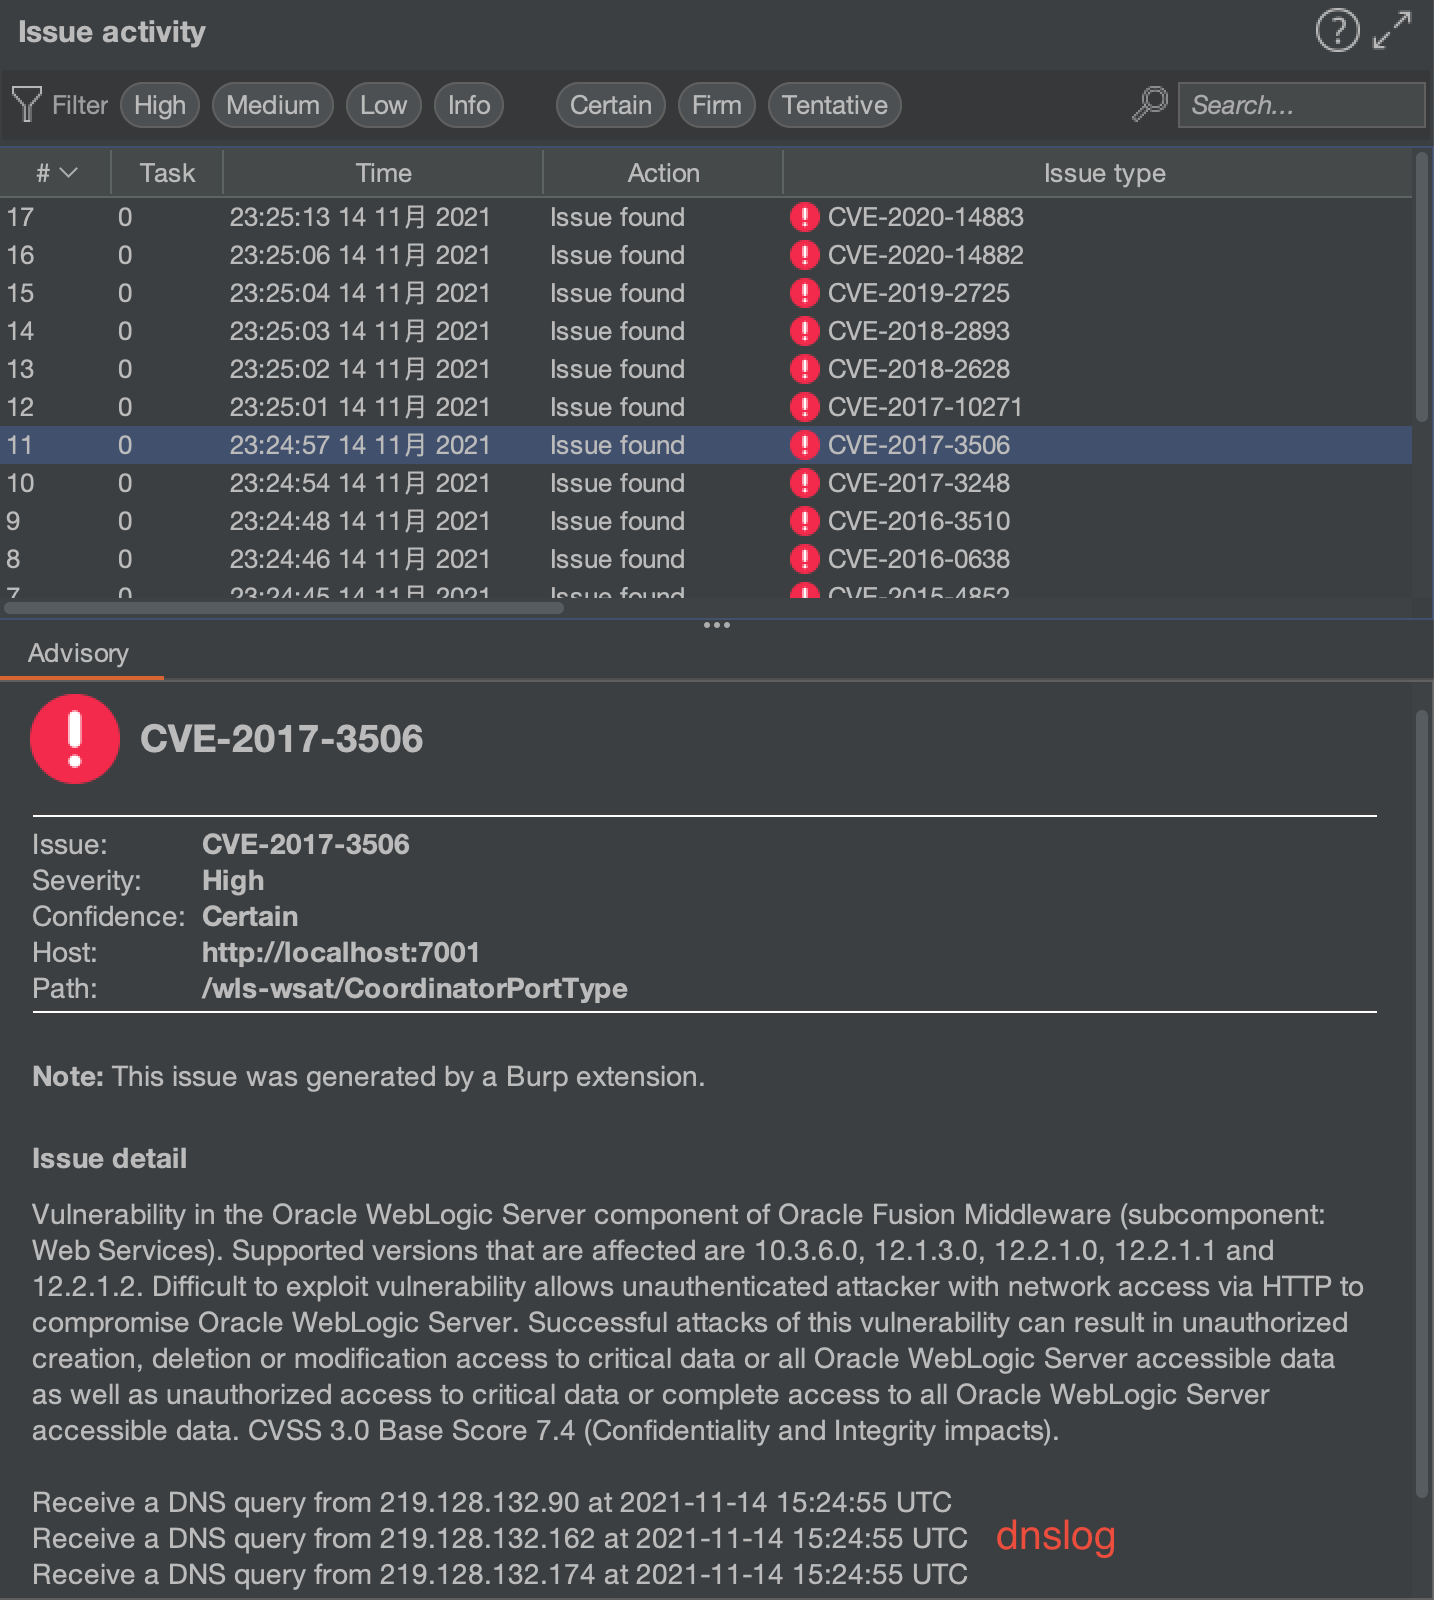 Issue activity
Filter High Medium Low Info Certain Firm Tentative Search...
# Task Time Action Issue type
17 0 23:25:13 14 11月 2021 Issue found CVE-2020-14883
16 0 23:25:06 14 11月 2021 Issue found CVE-2020-14882
15 0 23:25:04 14 11月 2021 Issue found CVE-2019-2725
14 0 23:25:03 14 11月 2021 Issue found CVE-2018-2893
13 0 23:25:02 14 11月 2021 Issue found CVE-2018-2628
12 0 23:25:01 14 11月 2021 Issue found CVE-2017-10271
11 0 23:24:57 14 11月 2021 Issue found CVE-2017-3506
10 0 23:24:54 14 11月 2021 Issue found CVE-2017-3248
9 0 23:24:48 14 11月 2021 Issue found CVE-2016-3510
8 0 23:24:46 14 11月 2021 Issue found CVE-2016-0638
7 0 23:24:45 14 11月 2021 Issue found CVE-2015-4852
Advisory
CVE-2017-3506
Issue: CVE-2017-3506
Severity: High
Confidence: Certain
Host: http://localhost:7001
Path: /wls-wsat/CoordinatorPortType
Note: This issue was generated by a Burp extension.
Issue detail
Vulnerability in the Oracle WebLogic Server component of Oracle Fusion Middleware (subcomponent:
Web Services). Supported versions that are affected are 10.3.6.0, 12.1.3.0, 12.2.1.0, 12.2.1.1 and
12.2.1.2. Difficult to exploit vulnerability allows unauthenticated attacker with network access via HTTP to
compromise Oracle WebLogic Server. Successful attacks of this vulnerability can result in unauthorized
creation, deletion or modification access to critical data or all Oracle WebLogic Server accessible data
as well as unauthorized access to critical data or complete access to all Oracle WebLogic Server
accessible data. CVSS 3.0 Base Score 7.4 (Confidentiality and Integrity impacts).
Receive a DNS query from 219.128.132.90 at 2021-11-14 15:24:55 UTC
Receive a DNS query from 219.128.132.162 at 2021-11-14 15:24:55 UTC dnslog
Receive a DNS query from 219.128.132.174 at 2021-11-14 15:24:55 UTC